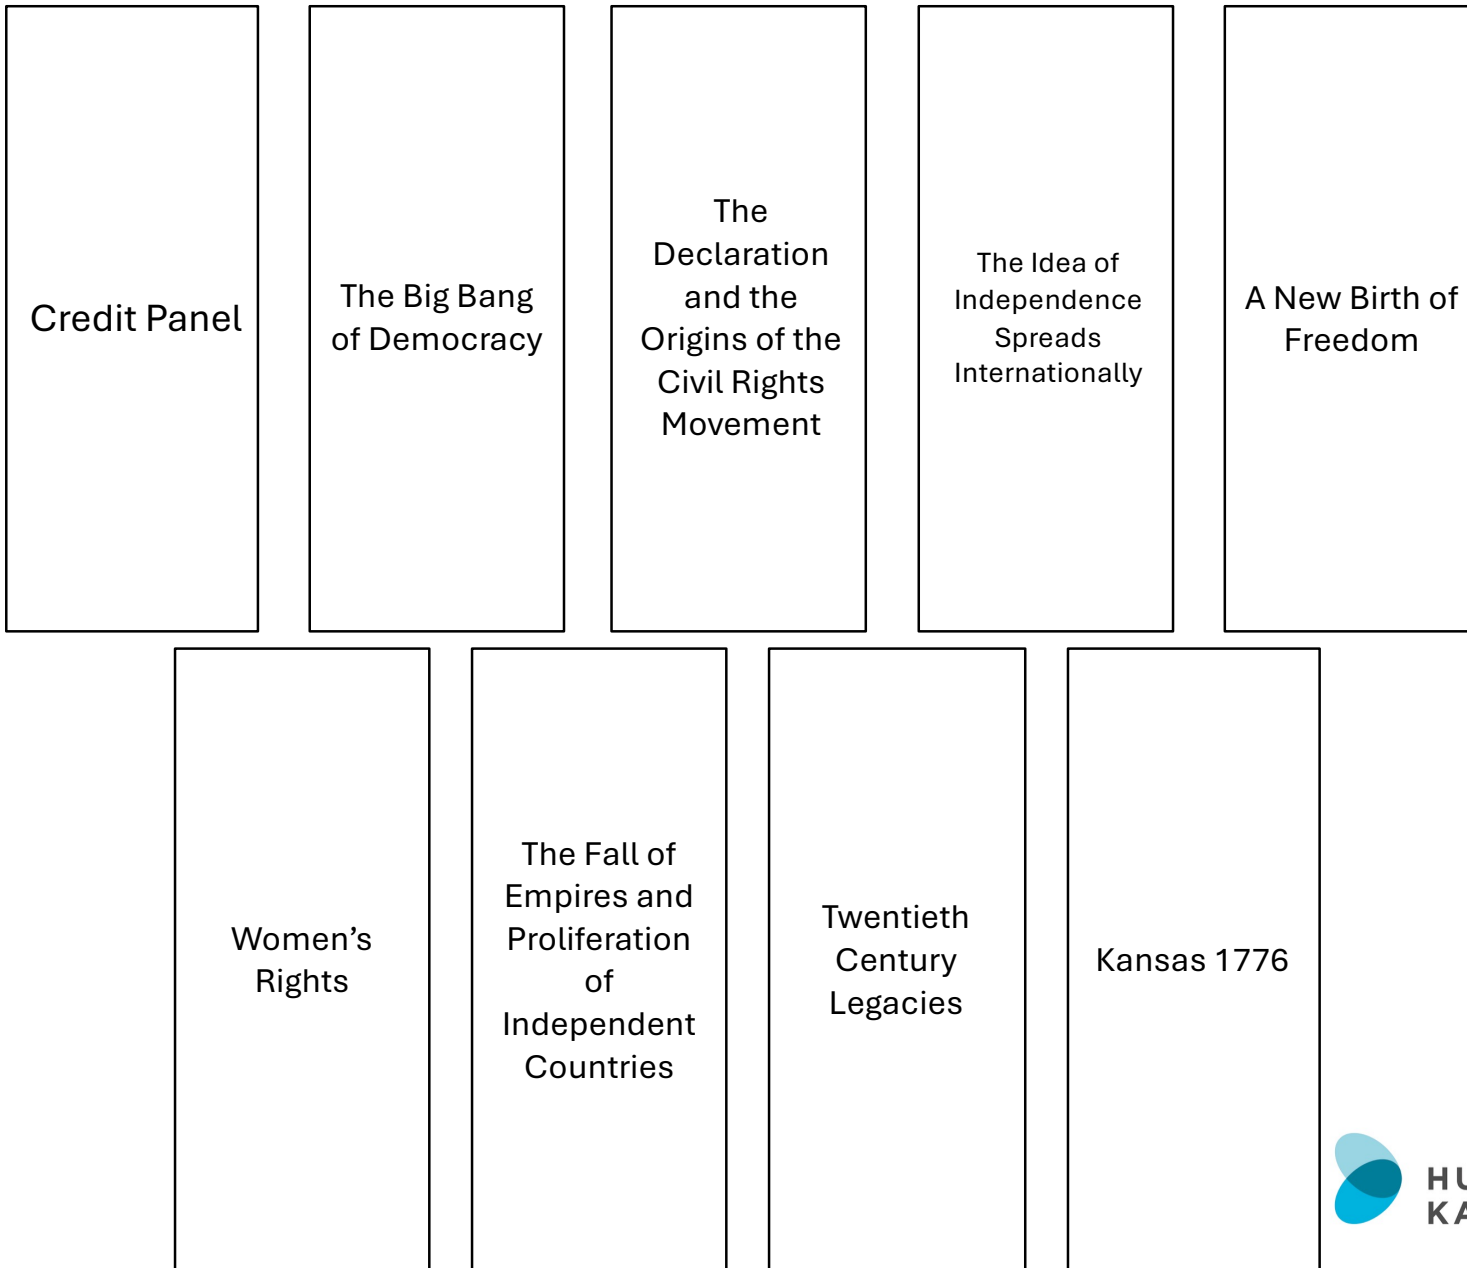 Credit Panel
The Big Bang
of Democracy
The
Declaration
and the
Origins of the
Civil Rights
Movement
The Idea of
Independence
Spreads
Internationally
A New Birth of
Freedom
Women’s
Rights
The Fall of
Empires and
Proliferation
of
Independent
Countries
Twentieth
Century
Legacies
Kansas 1776